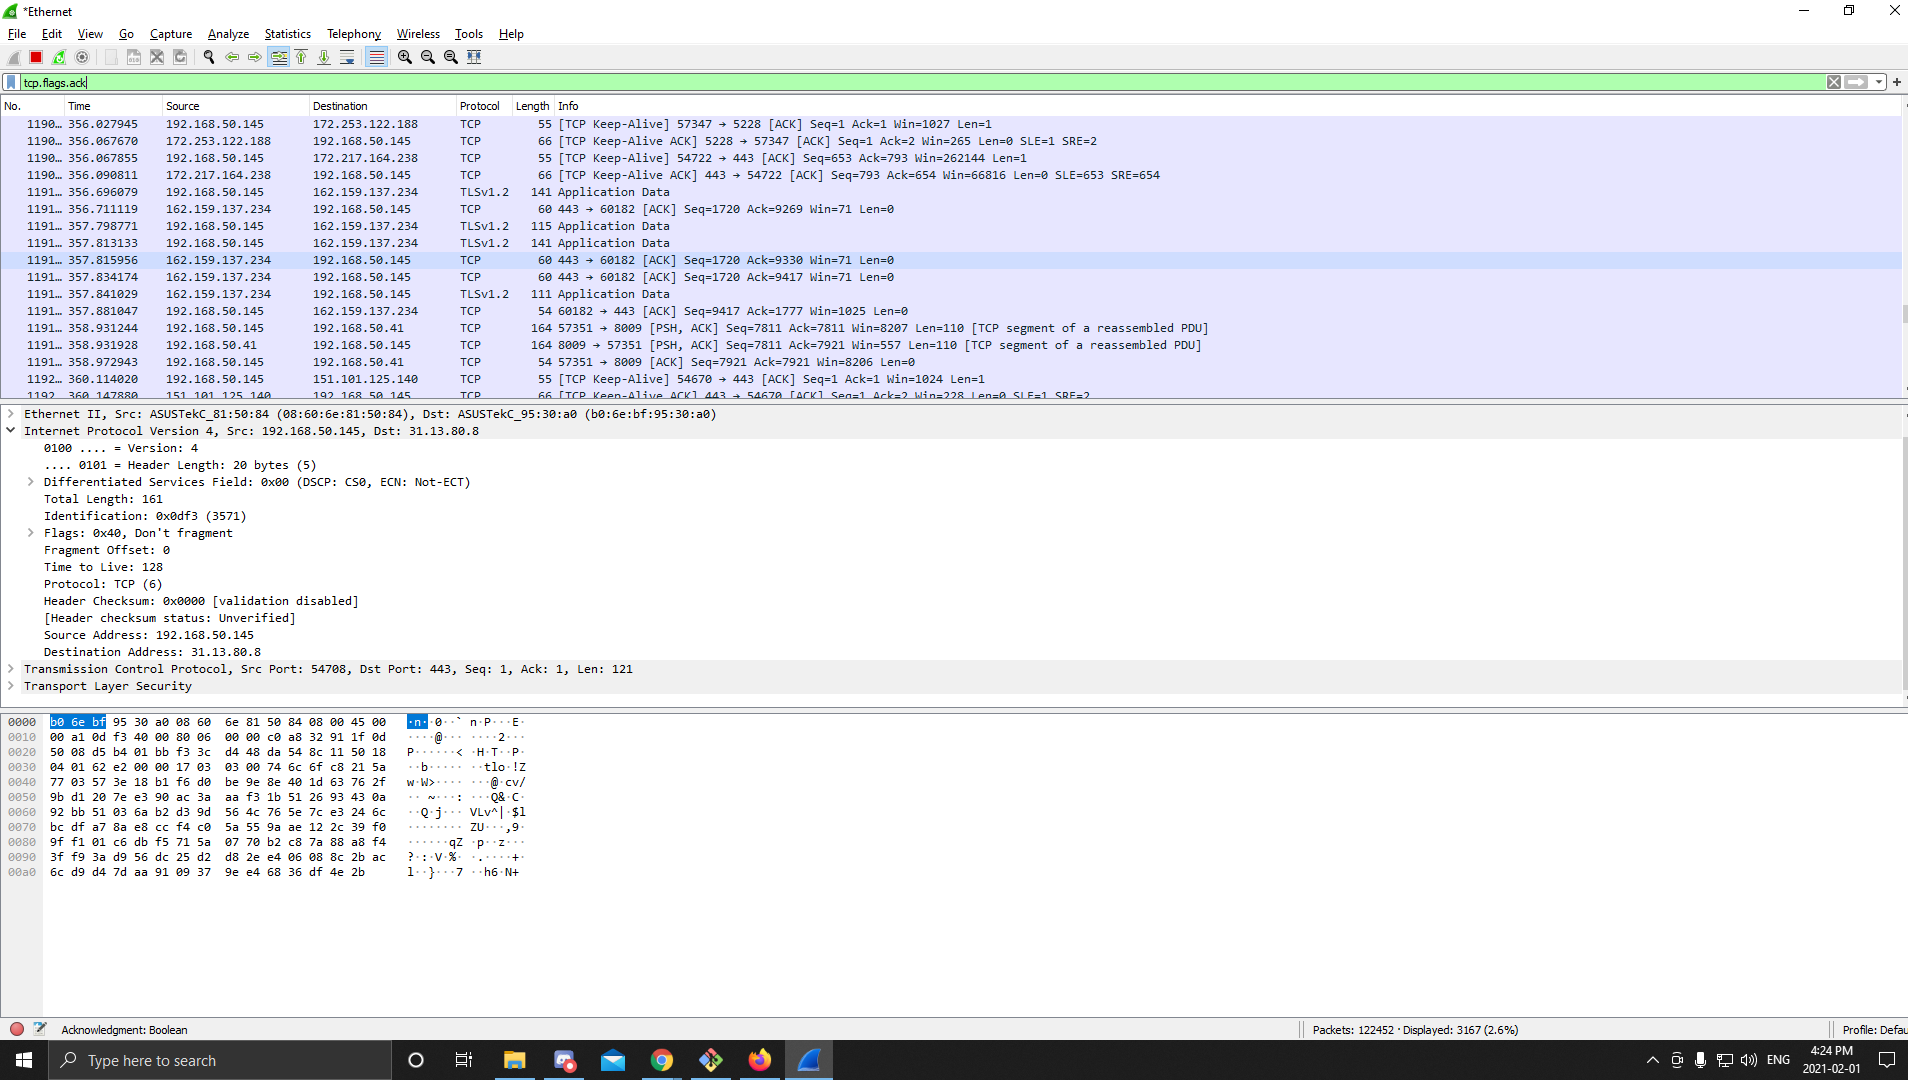 *Ethernet
File Edit View Go Capture Analyze Statistics Telephony Wireless Tools Help
tcp.flags.ack
No. Time Source Destination Protocol Length Info
1190… 356.027945 192.168.50.145 172.253.122.188 TCP 55 [TCP Keep-Alive] 57347 → 5228 [ACK] Seq=1 Ack=1 Win=1027 Len=1
1190… 356.067670 172.253.122.188 192.168.50.145 TCP 66 [TCP Keep-Alive ACK] 5228 → 57347 [ACK] Seq=1 Ack=2 Win=265 Len=0 SLE=1 SRE=2
1190… 356.067855 192.168.50.145 172.217.164.238 TCP 55 [TCP Keep-Alive] 54722 → 443 [ACK] Seq=653 Ack=793 Win=262144 Len=1
1190… 356.090811 172.217.164.238 192.168.50.145 TCP 66 [TCP Keep-Alive ACK] 443 → 54722 [ACK] Seq=793 Ack=654 Win=66816 Len=0 SLE=653 SRE=654
1191… 356.696079 192.168.50.145 162.159.137.234 TLSv1.2 141 Application Data
1191… 356.711119 162.159.137.234 192.168.50.145 TCP 60 443 → 60182 [ACK] Seq=1720 Ack=9269 Win=71 Len=0
1191… 357.798771 192.168.50.145 162.159.137.234 TLSv1.2 115 Application Data
1191… 357.813133 192.168.50.145 162.159.137.234 TLSv1.2 141 Application Data
1191… 357.815956 162.159.137.234 192.168.50.145 TCP 60 443 → 60182 [ACK] Seq=1720 Ack=9330 Win=71 Len=0
1191… 357.834174 162.159.137.234 192.168.50.145 TCP 60 443 → 60182 [ACK] Seq=1720 Ack=9417 Win=71 Len=0
1191… 357.841029 162.159.137.234 192.168.50.145 TLSv1.2 111 Application Data
1191… 357.881047 192.168.50.145 162.159.137.234 TCP 54 60182 → 443 [ACK] Seq=9417 Ack=1777 Win=1025 Len=0
1191… 358.931244 192.168.50.145 192.168.50.41 TCP 164 57351 → 8009 [PSH, ACK] Seq=7811 Ack=7811 Win=8207 Len=110 [TCP segment of a reassembled PDU]
1191… 358.931928 192.168.50.41 192.168.50.145 TCP 164 8009 → 57351 [PSH, ACK] Seq=7811 Ack=7921 Win=557 Len=110 [TCP segment of a reassembled PDU]
1191… 358.972943 192.168.50.145 192.168.50.41 TCP 54 57351 → 8009 [ACK] Seq=7921 Ack=7921 Win=8206 Len=0
1192… 360.114020 192.168.50.145 151.101.125.140 TCP 55 [TCP Keep-Alive] 54670 → 443 [ACK] Seq=1 Ack=1 Win=1024 Len=1
1192 360.147880 151.101.125.140 192.168.50.145 TCP 66 [TCP Keep-Alive ACK] 443 → 54670 [ACK] Seq=1 Ack=2 Win=228 Len=0 SLE=1 SRE=2
Ethernet II, Src: ASUSTekC_81:50:84 (08:60:6e:81:50:84), Dst: ASUSTekC_95:30:a0 (b0:6e:bf:95:30:a0)
Internet Protocol Version 4, Src: 192.168.50.145, Dst: 31.13.80.8
0100 .... = Version: 4
.... 0101 = Header Length: 20 bytes (5)
Differentiated Services Field: 0x00 (DSCP: CS0, ECN: Not-ECT)
Total Length: 161
Identification: 0x0df3 (3571)
Flags: 0x40, Don't fragment
Fragment Offset: 0
Time to Live: 128
Protocol: TCP (6)
Header Checksum: 0x0000 [validation disabled]
[Header checksum status: Unverified]
Source Address: 192.168.50.145
Destination Address: 31.13.80.8
Transmission Control Protocol, Src Port: 54708, Dst Port: 443, Seq: 1, Ack: 1, Len: 121
Transport Layer Security
0000 b0 6e bf 95 30 a0 08 60 6e 81 50 84 08 00 45 00 ·n··0··` n·P···E·
0010 00 a1 0d f3 40 00 80 06 00 00 c0 a8 32 91 1f 0d ····@··· ····2···
0020 50 08 d5 b4 01 bb f3 3c d4 48 da 54 8c 11 50 18 P······< ·H·T··P·
0030 04 01 62 e2 00 00 17 03 03 00 74 6c 6f c8 21 5a ··b····· ··tlo·!Z
0040 77 03 57 3e 18 b1 f6 d0 be 9e 8e 40 1d 63 76 2f w·W>···· ···@·cv/
0050 9b d1 20 7e e3 90 ac 3a aa f3 1b 51 26 93 43 0a ·· ~···: ···Q&·C·
0060 92 bb 51 03 6a b2 d3 9d 56 4c 76 5e 7c e3 24 6c ··Q·j··· VLv^|·$l
0070 bc df a7 8a e8 cc f4 c0 5a 55 9a ae 12 2c 39 f0 ········ ZU···,9·
0080 9f f1 01 c6 db f5 71 5a 07 70 b2 c8 7a 88 a8 f4 ······qZ ·p··z···
0090 3f f9 3a d9 56 dc 25 d2 d8 2e e4 06 08 8c 2b ac ?·:·V·%· ·.····+·
00a0 6c d9 d4 7d aa 91 09 37 9e e4 68 36 df 4e 2b l··}···7 ··h6·N+
Acknowledgment: Boolean
Packets: 122452 · Displayed: 3167 (2.6%)
Profile: Defau
Type here to search
ENG
4:24 PM
2021-02-01